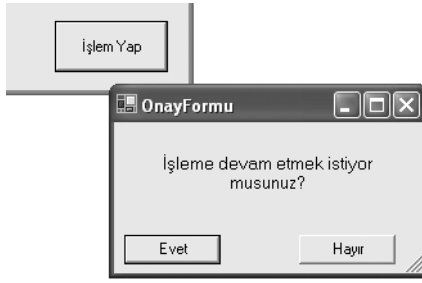 İşlem Yap
OnayFormu
İşleme devam etmek istiyor
musunuz?
Evet
Hayır